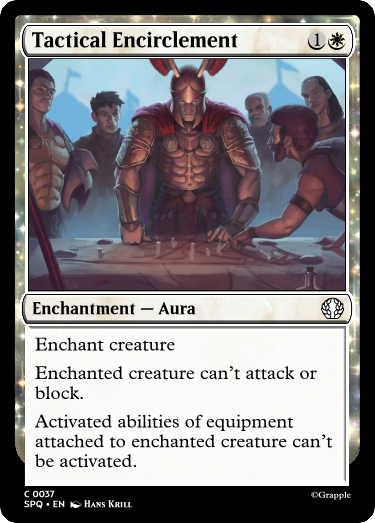 Tactical Encirclement 1
Enchantment — Aura
Enchant creature
Enchanted creature can't attack or
block.
Activated abilities of equipment
attached to enchanted creature can't
be activated.
C 0037
SPQ • EN Hans Krill
©Grapple